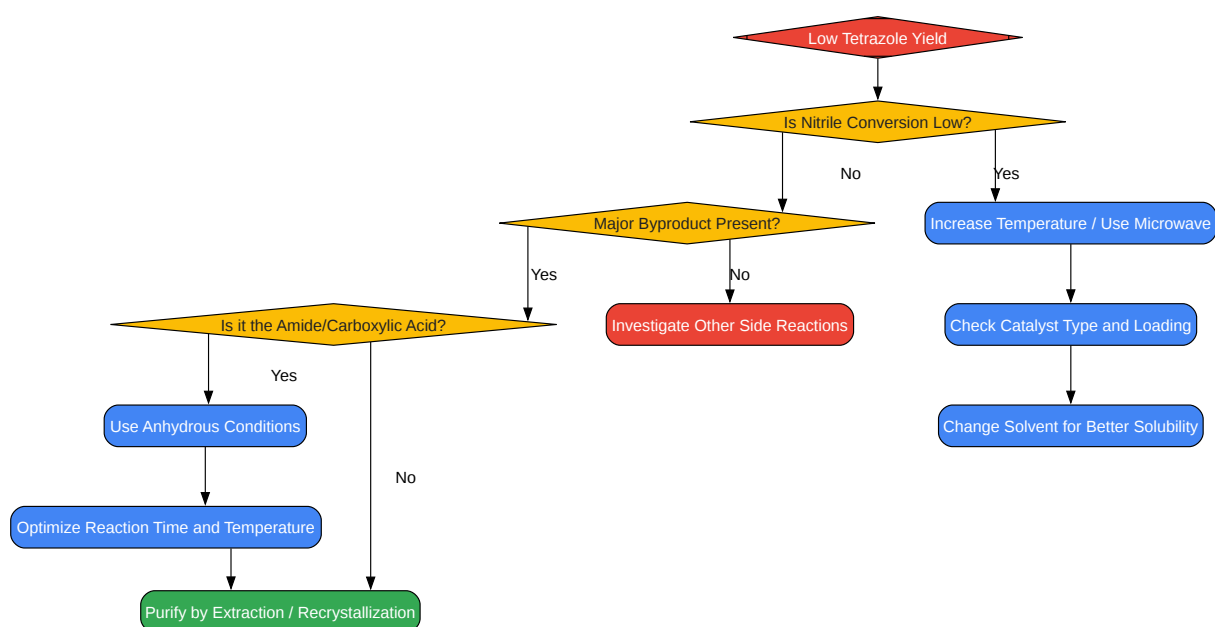 Low Tetrazole Yield
Is Nitrile Conversion Low?
No
Yes
Major Byproduct Present?
Increase Temperature / Use Microwave
Yes
No
Is it the Amide/Carboxylic Acid?
Investigate Other Side Reactions
Check Catalyst Type and Loading
Yes
Use Anhydrous Conditions
Change Solvent for Better Solubility
No
Optimize Reaction Time and Temperature
Purify by Extraction / Recrystallization